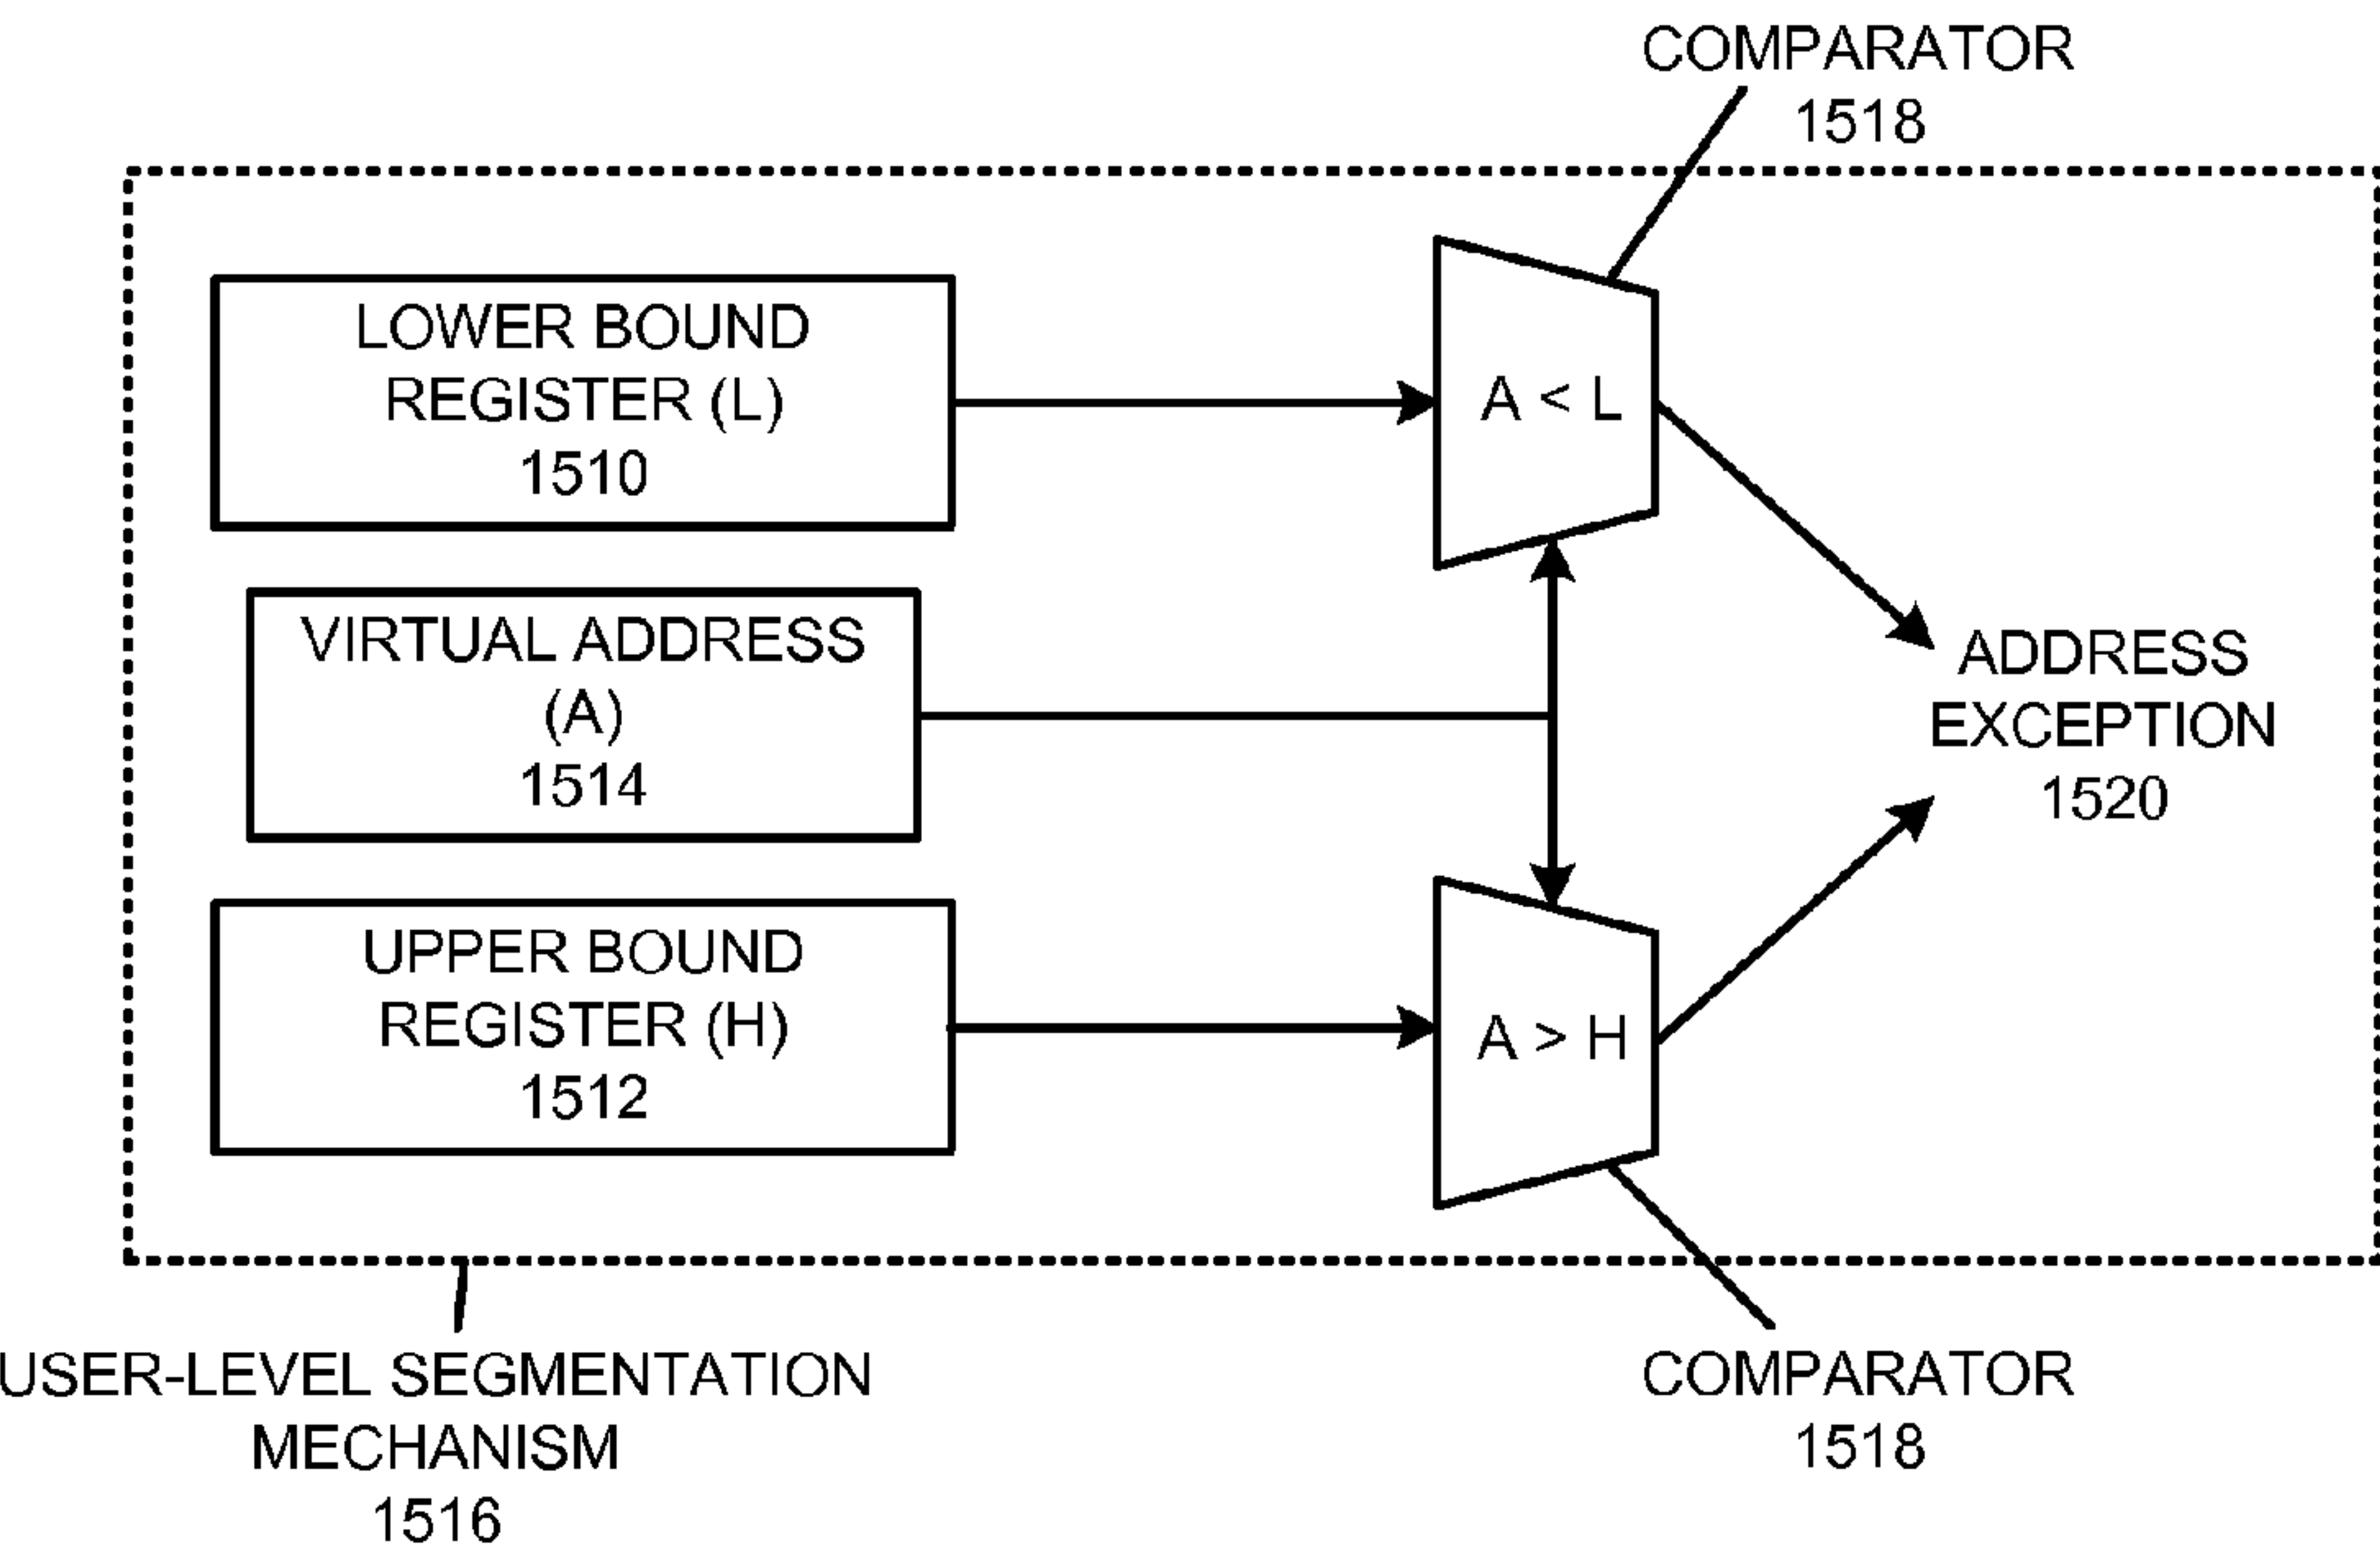 COMPARATOR
1518
LOWER BOUND
REGISTER (L)
1510
A < L
VIRTUAL ADDRESS
(A)
1514
ADDRESS
EXCEPTION
1520
UPPER BOUND
REGISTER (H)
1512
A > H
USER-LEVEL SEGMENTATION
MECHANISM
1516
COMPARATOR
1518